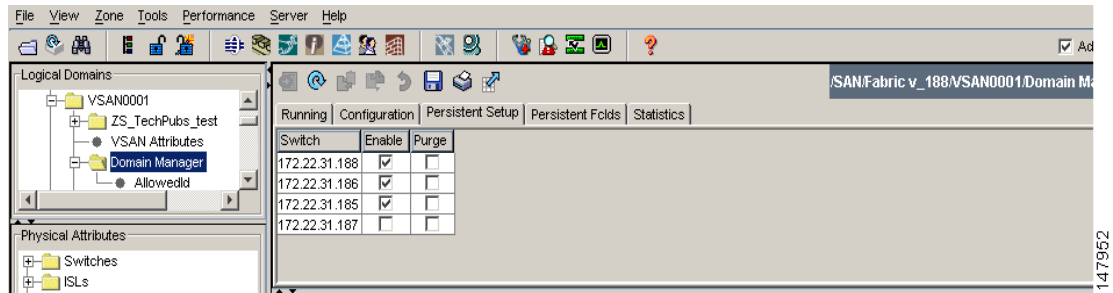 File View Zone Tools Performance Server Help
Ad
Logical Domains
/SAN/Fabric v_188/VSAN0001/Domain Ma
VSAN0001
ZS_TechPubs_test
VSAN Attributes
Domain Manager
AllowedId
Running Configuration Persistent Setup Persistent FcIds Statistics
Switch Enable Purge
172.22.31.188
172.22.31.186
172.22.31.185
172.22.31.187
Physical Attributes
Switches
ISLs
147952